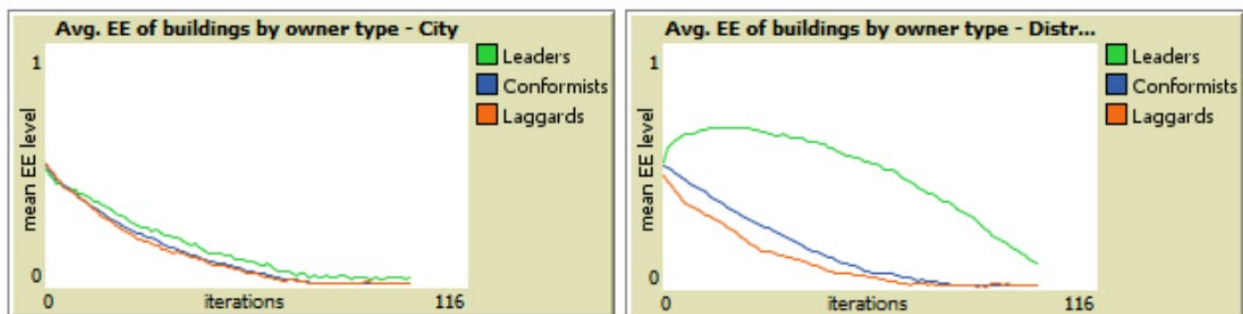 Avg. EE of buildings by owner type - City
1
mean EE level
0
0
iterations
116
Leaders
Conformists
Laggards
Avg. EE of buildings by owner type - Distr...
1
mean EE level
0
0
iterations
116
Leaders
Conformists
Laggards